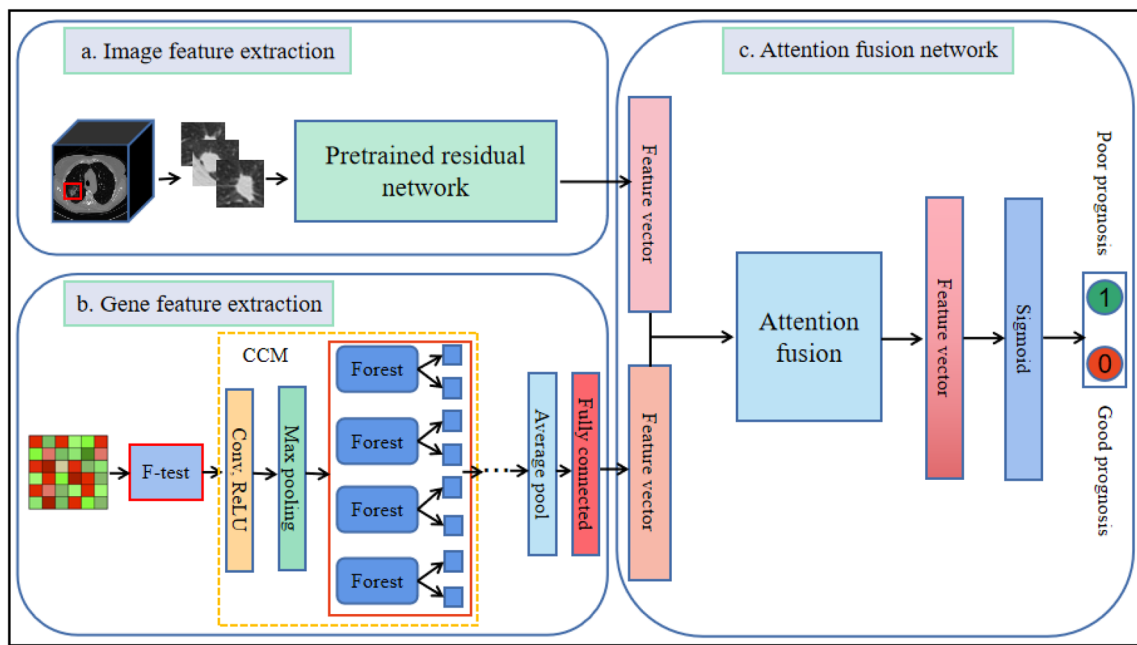 a. Image feature extraction
Pretrained residual
network
b. Gene feature extraction
CCM
F-test
Conv, ReLU
Max pooling
Forest
Forest
Forest
Forest
Average pool
Fully connected
c. Attention fusion network
Feature vector
Feature vector
Attention
fusion
Feature vector
Sigmoid
Poor prognosis
1
0
Good prognosis